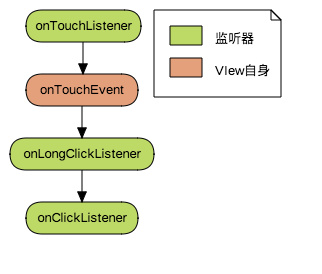 onTouchListener
onTouchEvent
onLongClickListener
onClickListener
监听器
VIew自身